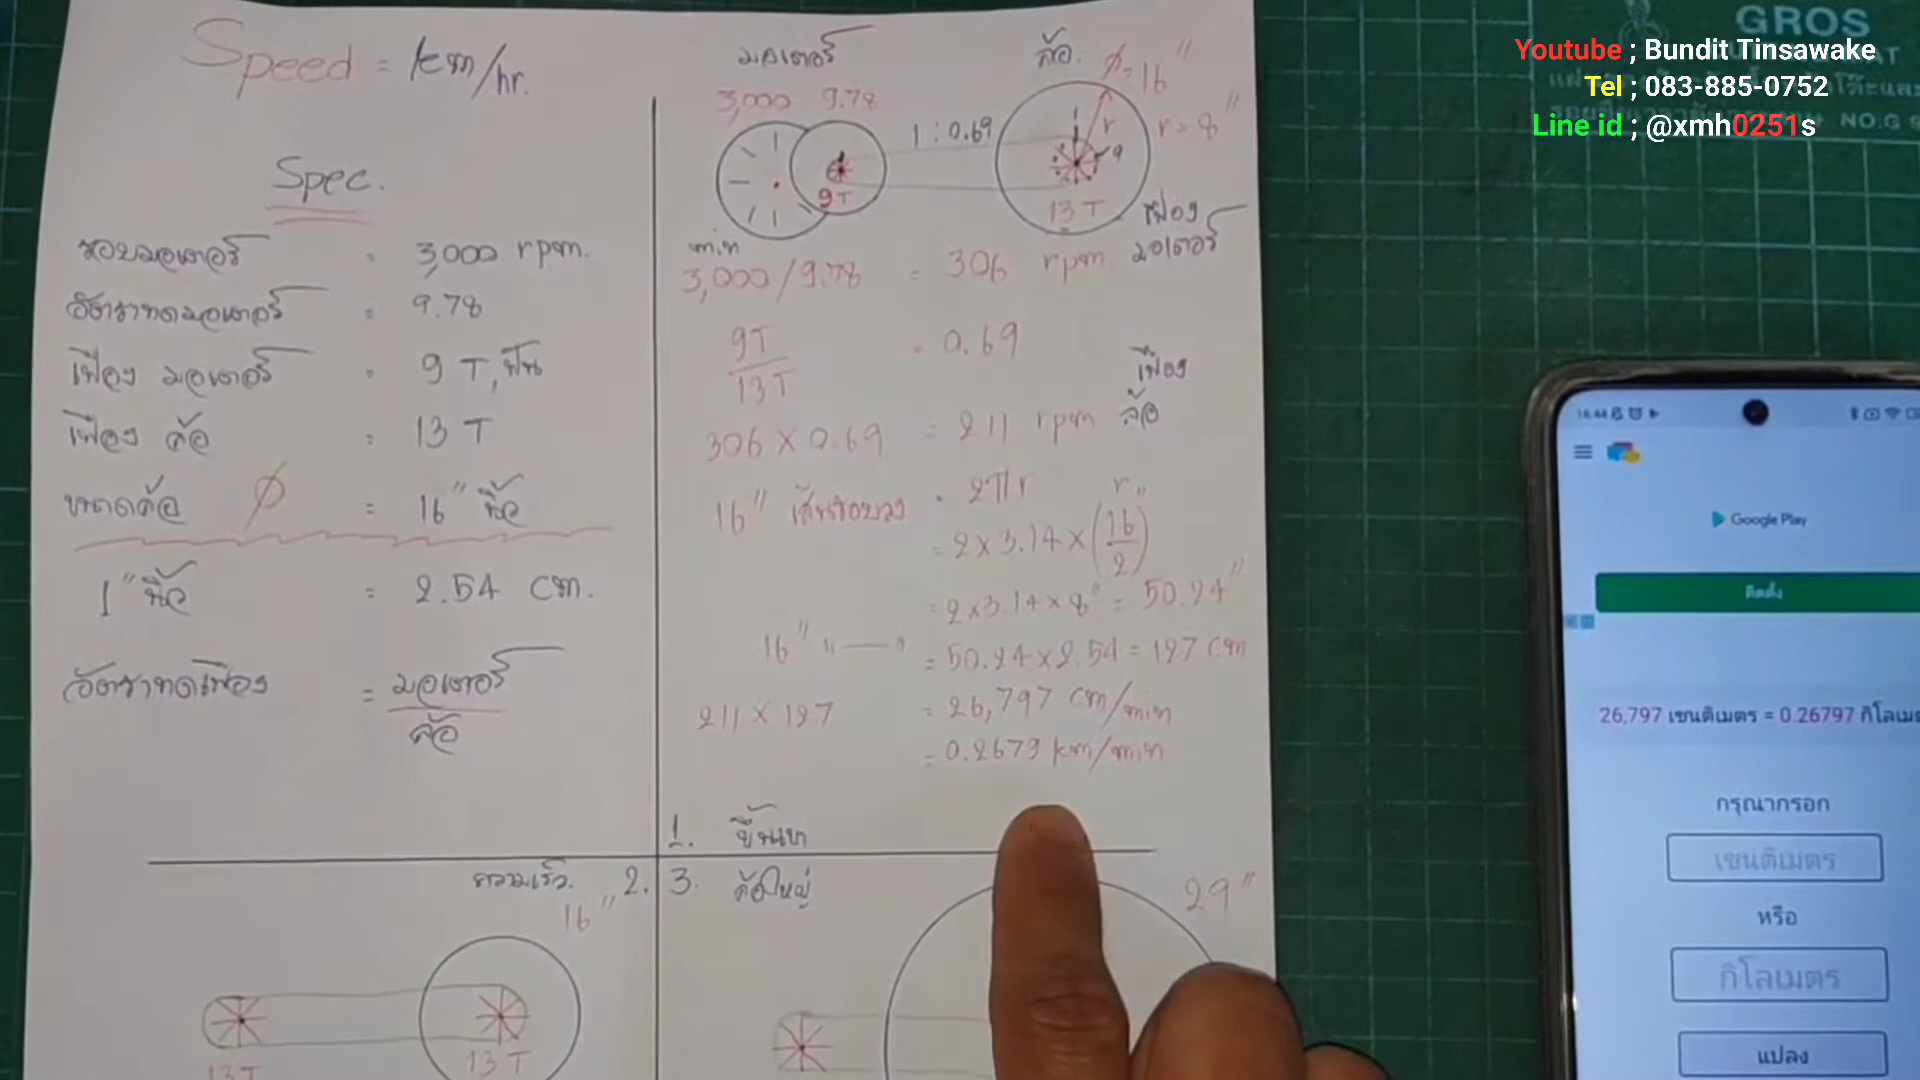 Speed = km/hr.
Spec.
รอบมอเตอร์ = 3,000 rpm.
อัตราทดมอเตอร์ = 9.78
เฟือง มอเตอร์ = 9 T, ฟัน
เฟือง ล้อ = 13 T
ขนาดล้อ Ø = 16" นิ้ว
1" นิ้ว = 2.54 cm.
อัตราทดเฟือง = มอเตอร์
ล้อ
มอเตอร์
ล้อ.
Ø = 16"
3,000 9.78
1 : 0.69
r
r = 8"
9T
13 T
เฟือง
มอเตอร์
min
3,000 / 9.78 = 306 rpm.
9T = 0.69
13 T
เฟือง
ล้อ
306 X 0.69 = 211 rpm
16" เส้นรอบวง = 2πr
r
= 2 x 3.14 x (16"/2)
= 2 x 3.14 x 8" = 50.24"
16" " — " = 50.24 x 2.54 = 127 cm
211 x 127 = 26,797 cm/min
= 0.2679 km/min
1. ขึ้นเขา
ความเร็ว. 2.
3. ล้อใหญ่
16"
29"
13T
13 T
GROS
NO.G 9
Youtube ; Bundit Tinsawake
Tel ; 083-885-0752
Line id ; @xmh0251s
16:44
Google Play
ติดตั้ง
26,797 เซนติเมตร = 0.26797 กิโลเมต
กรุณากรอก
เซนติเมตร
หรือ
กิโลเมตร
แปลง